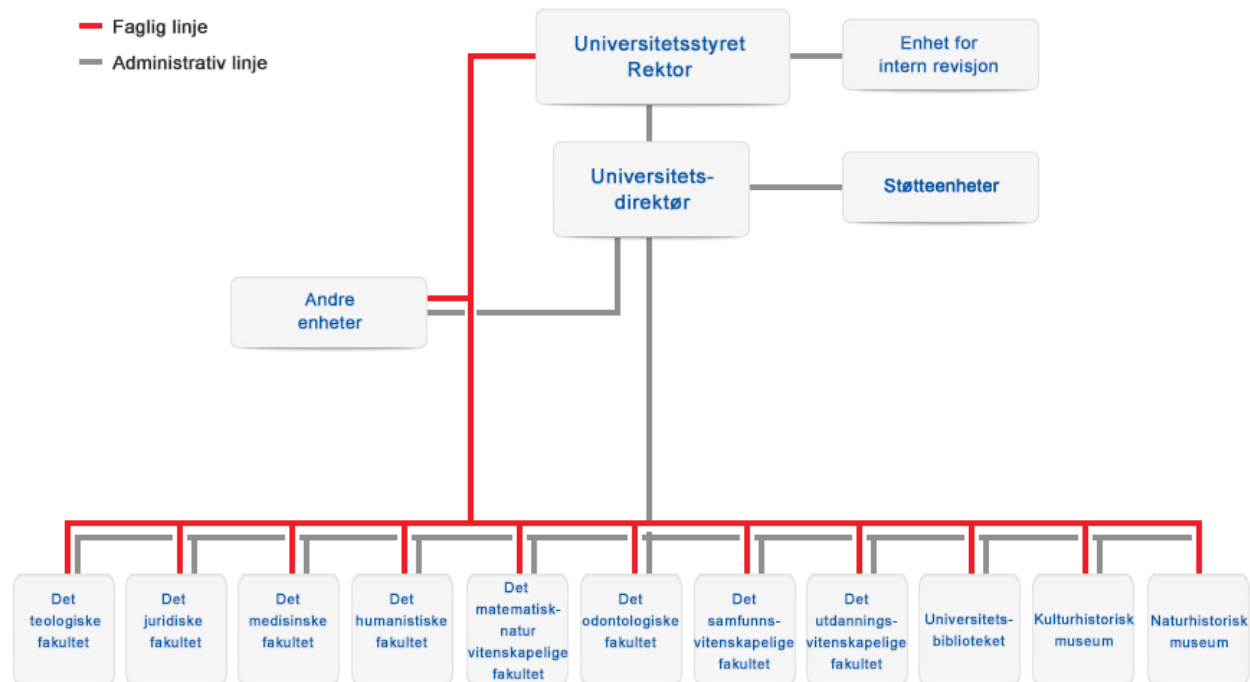 Faglig linje
Administrativ linje
Universitetsstyret
Rektor
Enhet for
intern revisjon
Universitets-
direktør
Støtteenheter
Andre
enheter
Det
teologiske
fakultet
Det
juridiske
fakultet
Det
medisinske
fakultet
Det
humanistiske
fakultet
Det
matematisk-
natur
vitenskapelige
fakultet
Det
odontologiske
fakultet
Det
samfunns-
vitenskapelige
fakultet
Det
utdannings-
vitenskapelige
fakultet
Universitets-
biblioteket
Kulturhistorisk
museum
Naturhistorisk
museum